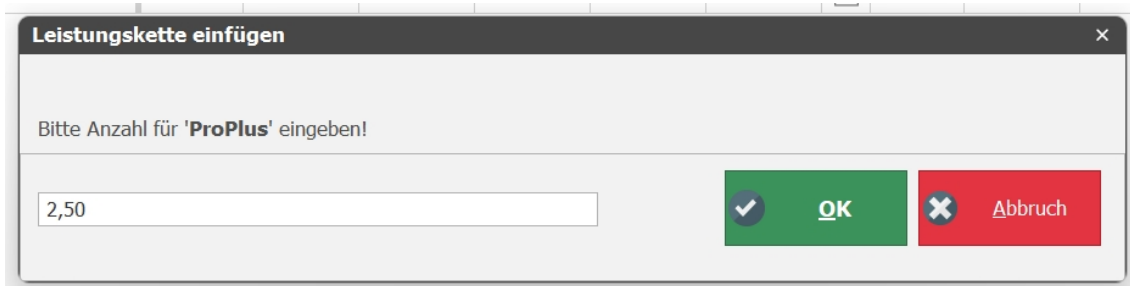 Leistungskette einfügen
Bitte Anzahl für 'ProPlus' eingeben!
2,50
OK
Abbruch